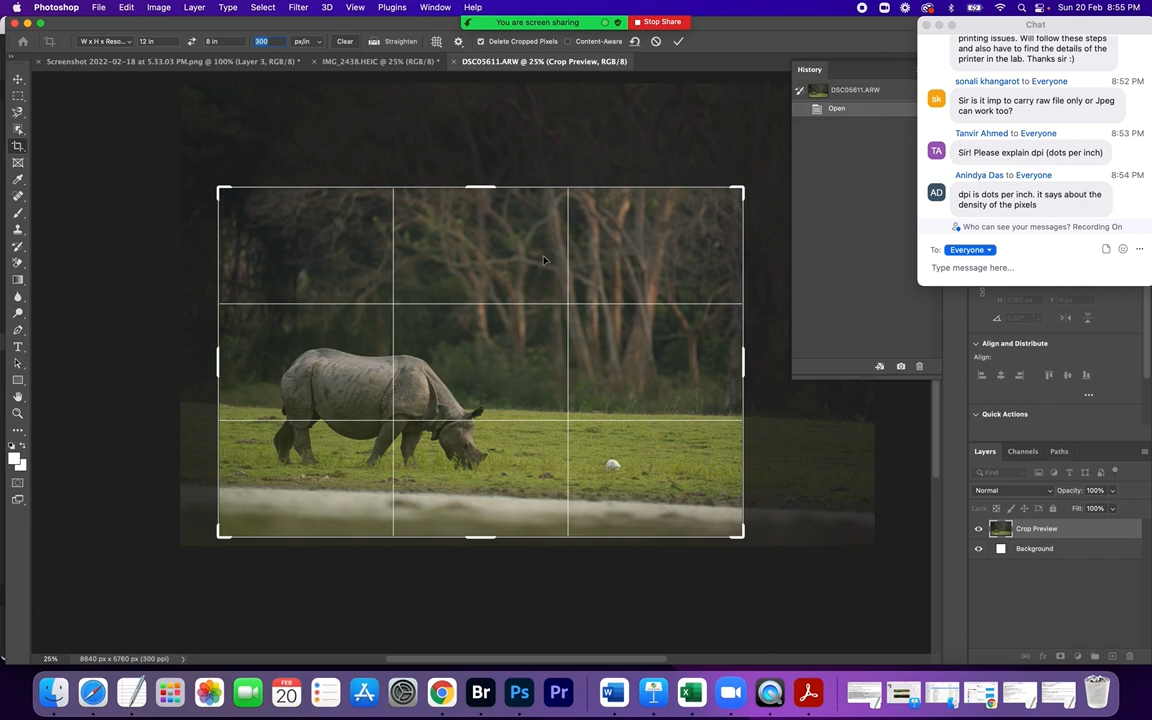 Photoshop File Edit Image Layer Type Select Filter 3D View Plugins Window Help
Sun 20 Feb 8:55 PM
You are screen sharing Stop Share
W x H x Reso... 12 in 8 in 300 px/in Clear Straighten Delete Cropped Pixels Content-Aware
Screenshot 2022-02-18 at 5.33.03 PM.png @ 100% (Layer 3, RGB/8) * IMG_2438.HEIC @ 25% (RGB/8) * DSC05611.ARW @ 25% (Crop Preview, RGB/8)
History
DSC05611.ARW
Open
Chat
printing issues. Will follow these steps
and also have to find the details of the
printer in the lab. Thanks sir :)
sonali khangarot to Everyone 8:52 PM
sk
Sir is it imp to carry raw file only or Jpeg
can work too?
Tanvir Ahmed to Everyone 8:53 PM
TA
Sir! Please explain dpi (dots per inch)
Anindya Das to Everyone 8:54 PM
AD
dpi is dots per inch. it says about the
density of the pixels
Who can see your messages? Recording On
To: Everyone
Type message here...
Align and Distribute
Align:
Quick Actions
Layers Channels Paths
Kind
Normal Opacity: 100%
Lock: Fill: 100%
Crop Preview
Background
25% 8640 px x 5760 px (300 ppi)
FEB
20
Br Ps Pr